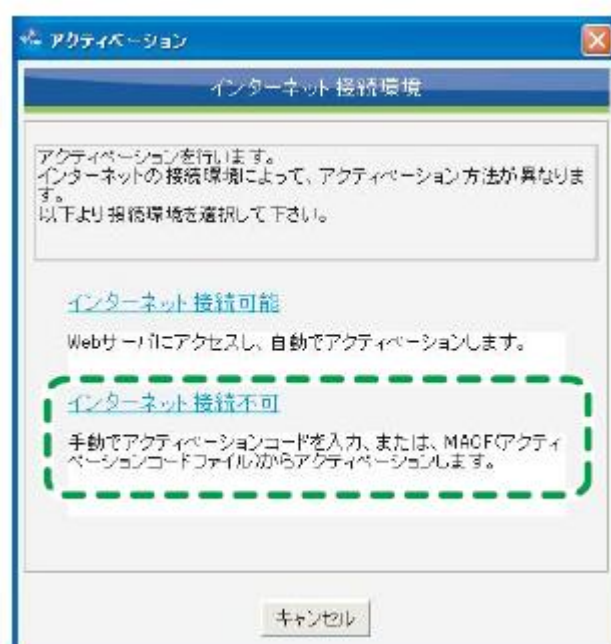 アクティベーション
インターネット接続環境
アクティベーションを行います。
インターネットの接続環境によって、アクティベーション方法が異なりま
す。
以下より接続環境を選択して下さい。
インターネット接続可能
Webサーバにアクセスし、自動でアクティベーションします。
インターネット接続不可
手動でアクティベーションコードを入力、または、MACF(アクティ
ベーションコードファイル)からアクティベーションします。
キャンセル